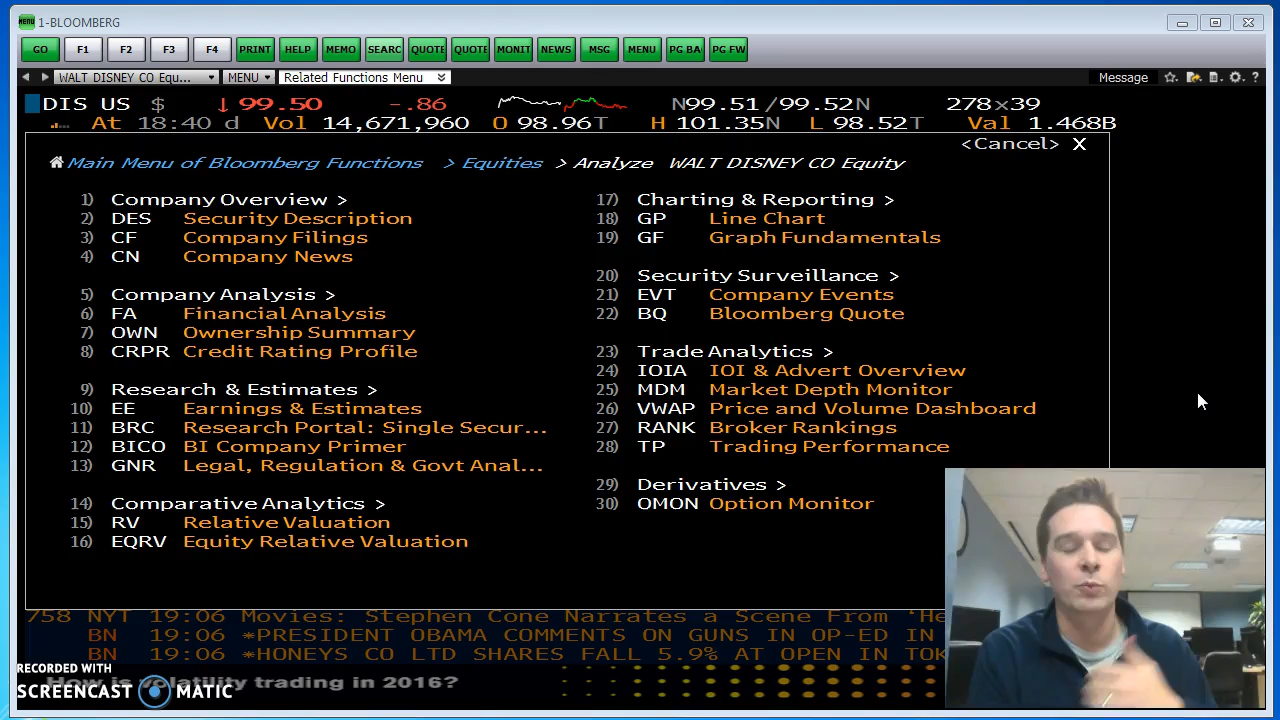 MENU 1-BLOOMBERG
GO F1 F2 F3 F4 PRINT HELP MEMO SEARC QUOTE QUOTE MONIT NEWS MSG MENU PG BA PG FW
WALT DISNEY CO Equ... MENU Related Functions Menu Message
DIS US $ ↓99.50 -.86 N99.51/99.52N 278x39
At 18:40 d Vol 14,671,960 O 98.96T H 101.35N L 98.52T Val 1.468B
<Cancel> X
Main Menu of Bloomberg Functions > Equities > Analyze WALT DISNEY CO Equity
1) Company Overview >
2) DES Security Description
3) CF Company Filings
4) CN Company News
5) Company Analysis >
6) FA Financial Analysis
7) OWN Ownership Summary
8) CRPR Credit Rating Profile
9) Research & Estimates >
10) EE Earnings & Estimates
11) BRC Research Portal: Single Secur...
12) BICO BI Company Primer
13) GNR Legal, Regulation & Govt Anal...
14) Comparative Analytics >
15) RV Relative Valuation
16) EQRV Equity Relative Valuation
17) Charting & Reporting >
18) GP Line Chart
19) GF Graph Fundamentals
20) Security Surveillance >
21) EVT Company Events
22) BQ Bloomberg Quote
23) Trade Analytics >
24) IOIA IOI & Advert Overview
25) MDM Market Depth Monitor
26) VWAP Price and Volume Dashboard
27) RANK Broker Rankings
28) TP Trading Performance
29) Derivatives >
30) OMON Option Monitor
758 NYT 19:06 Movies: Stephen Cone Narrates a Scene From 'He
BN 19:06 *PRESIDENT OBAMA COMMENTS ON GUNS IN OP-ED IN
BN 19:06 *HONEYS CO LTD SHARES FALL 5.9% AT OPEN IN TOK
RECORDED WITH
How is volatility trading in 2016?
SCREENCAST MATIC